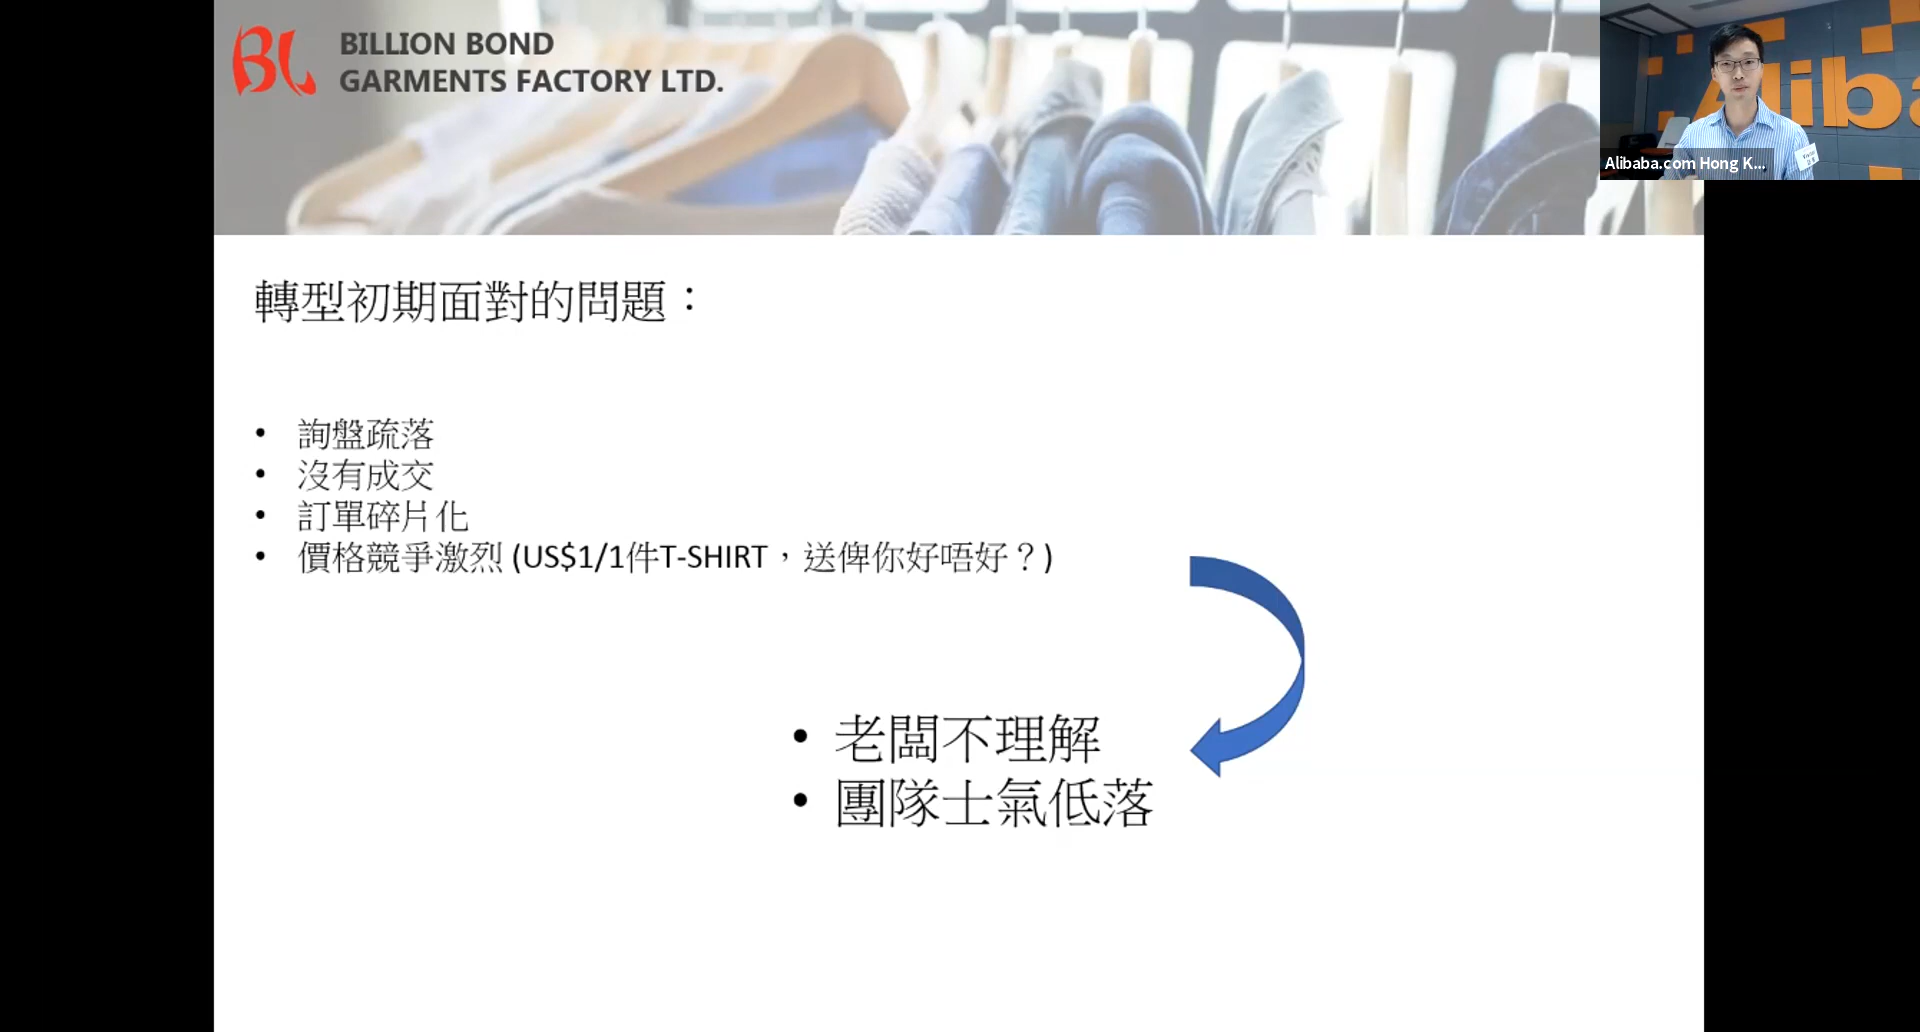 BL
BILLION BOND
GARMENTS FACTORY LTD.
Aliba
Alibaba.com Hong K...
轉型初期面對的問題：
• 詢盤疏落
• 沒有成交
• 訂單碎片化
• 價格競爭激烈 (US$1/1件T-SHIRT，送俾你好唔好？)
• 老闆不理解
• 團隊士氣低落